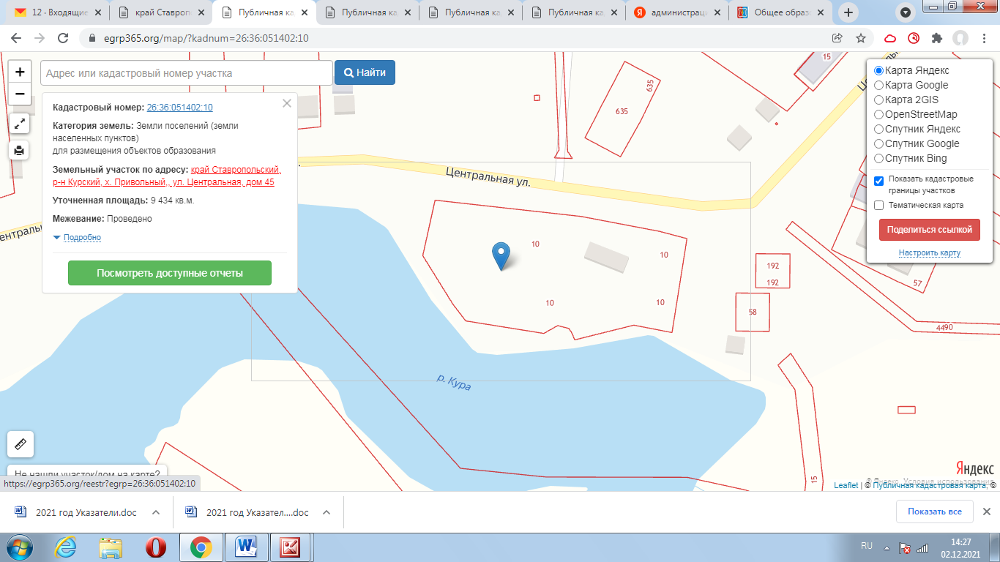 12 · Входящие
край Ставрополь
Публичная ка
Публичная ка
Публичная ка
Публичная ка
администрац
Общее образо
egrp365.org/map/?kadnum=26:36:051402:10
+
−
Адрес или кадастровый номер участка
Найти
Кадастровый номер: 26:36:051402:10
Категория земель: Земли поселений (земли
населенных пунктов)
для размещения объектов образования
Земельный участок по адресу: край Ставропольский,
р-н Курский, х. Привольный,, ул. Центральная, дом 45
Уточненная площадь: 9 434 кв.м.
Межевание: Проведено
Подробно
Посмотреть доступные отчеты
Карта Яндекс
Карта Google
Карта 2GIS
OpenStreetMap
Спутник Яндекс
Спутник Google
Спутник Bing
Показать кадастровые
границы участков
Тематическая карта
Поделиться ссылкой
Настроить карту
15
635
635
Центральная ул.
10
10
10
10
192
192
58
57
4490
15
р. Кура
Не нашли участок/дом на карте?
https://egrp365.org/reestr?egrp=26:36:051402:10
Яндекс
© Яндекс Условия использования
Leaflet | © Публичная кадастровая карта, ©
2021 год Указатели.doc
2021 год Указател....doc
Показать все
RU
14:27
02.12.2021